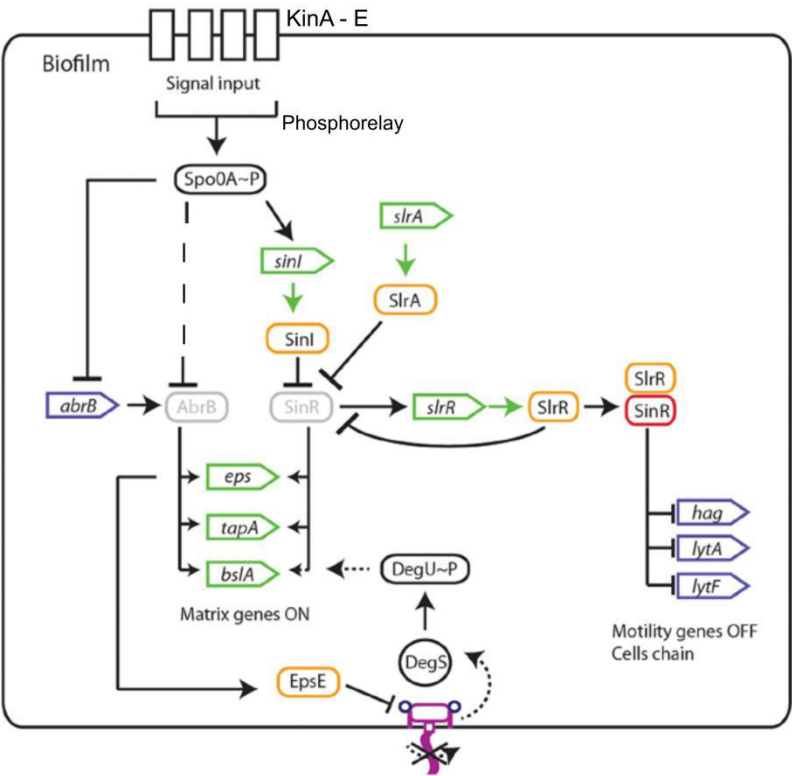 KinA - E
Biofilm
Signal input
Phosphorelay
Spo0A~P
slrA
sinI
SlrA
SinI
SlrR
abrB
AbrB
SinR
slrR
SlrR
SinR
eps
hag
tapA
lytA
bslA
DegU~P
lytF
Matrix genes ON
Motility genes OFF
Cells chain
DegS
EpsE